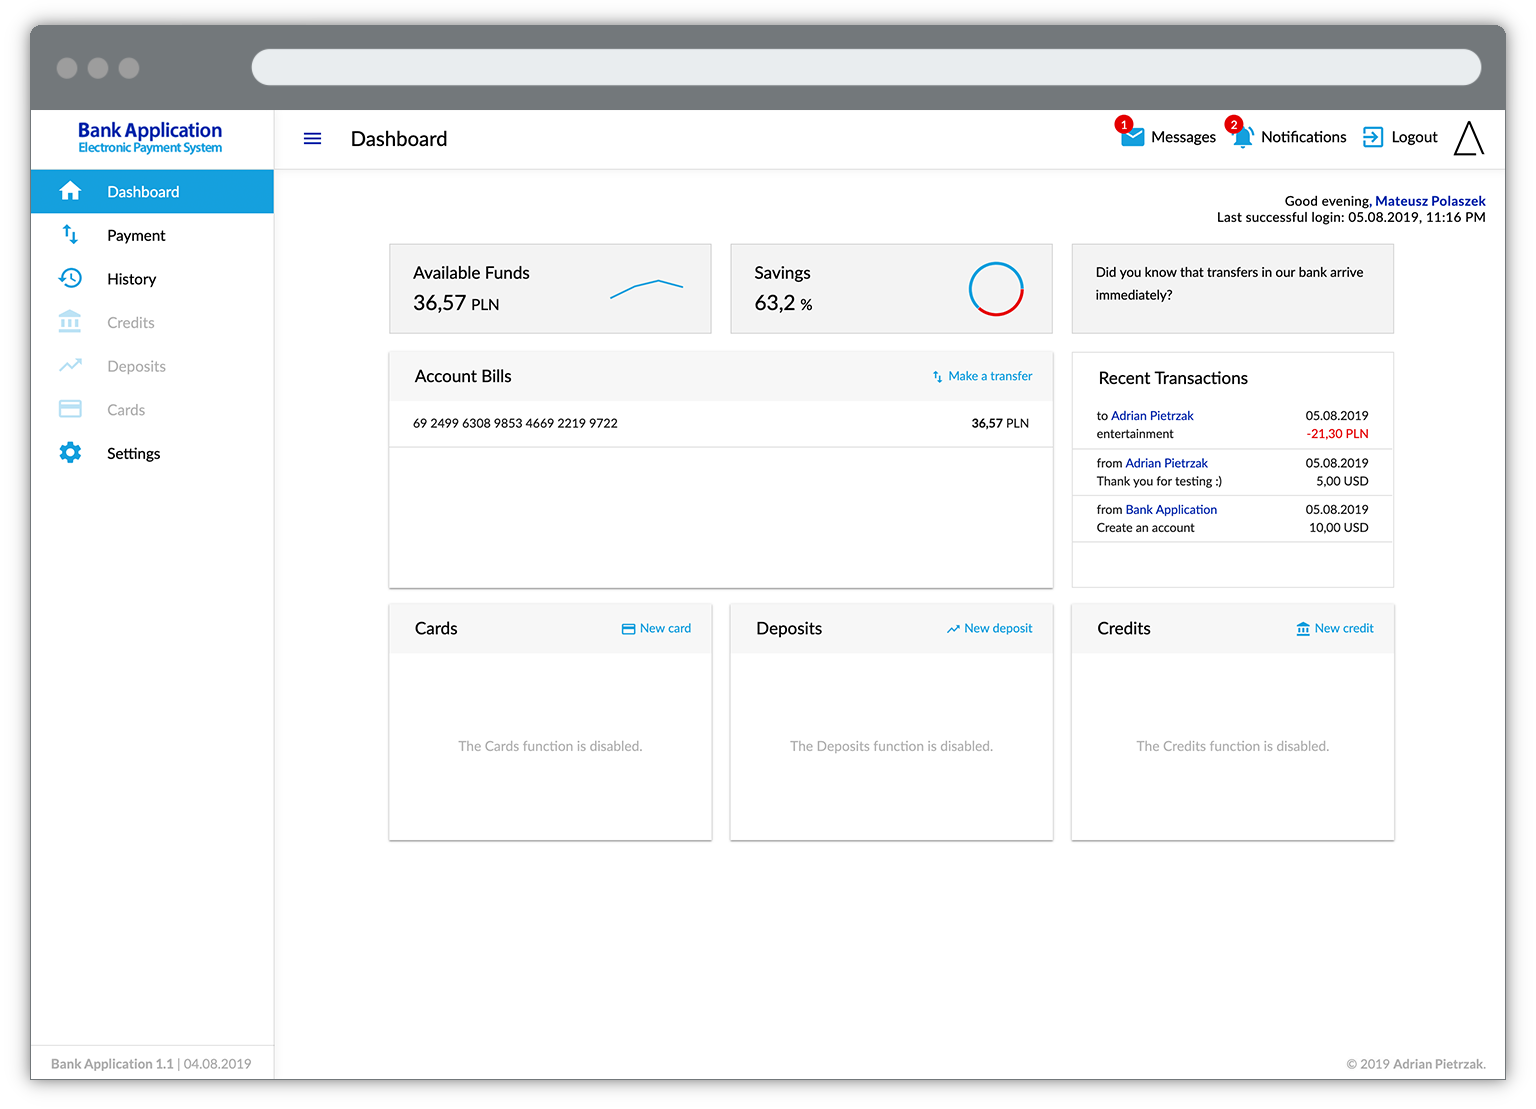 Bank Application
Electronic Payment System
Dashboard
1
Messages
2
Notifications
Logout
Dashboard
Payment
History
Credits
Deposits
Cards
Settings
Good evening, Mateusz Polaszek
Last successful login: 05.08.2019, 11:16 PM
Available Funds
36,57 PLN
Savings
63,2 %
Did you know that transfers in our bank arrive
immediately?
Account Bills
Make a transfer
69 2499 6308 9853 4669 2219 9722
36,57 PLN
Recent Transactions
to Adrian Pietrzak
05.08.2019
entertainment
-21,30 PLN
from Adrian Pietrzak
05.08.2019
Thank you for testing :)
5,00 USD
from Bank Application
05.08.2019
Create an account
10,00 USD
Cards
New card
The Cards function is disabled.
Deposits
New deposit
The Deposits function is disabled.
Credits
New credit
The Credits function is disabled.
Bank Application 1.1 | 04.08.2019
© 2019 Adrian Pietrzak.